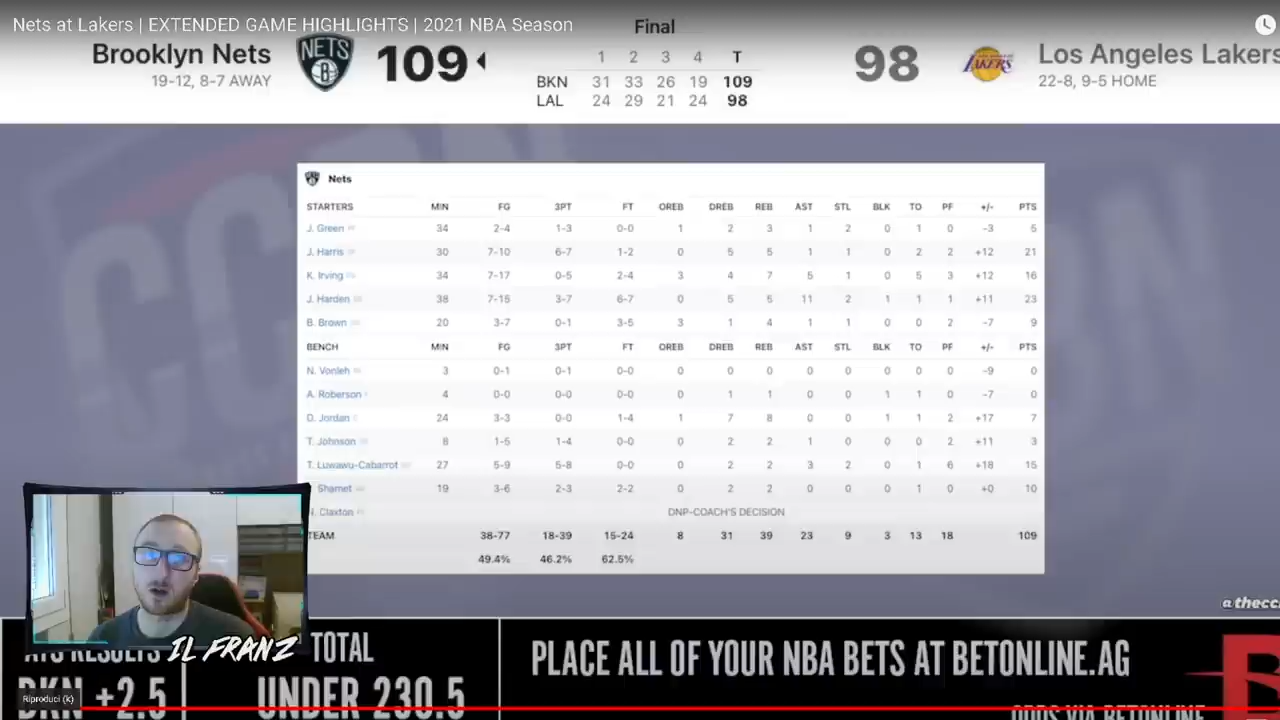 Nets at Lakers | EXTENDED GAME HIGHLIGHTS | 2021 NBA Season
Final
Brooklyn Nets
19-12, 8-7 AWAY
NETS
B
109
1 2 3 4 T
BKN 31 33 26 19 109
LAL 24 29 21 24 98
98
LAKERS
Los Angeles Lakers
22-8, 9-5 HOME
Nets
STARTERS MIN FG 3PT FT OREB DREB REB AST STL BLK TO PF +/- PTS
J. Green 34 2-4 1-3 0-0 1 2 3 1 2 0 1 0 -3 5
J. Harris 30 7-10 6-7 1-2 0 5 5 1 1 0 2 2 +12 21
K. Irving 34 7-17 0-5 2-4 3 4 7 5 1 0 5 3 +12 16
J. Harden 38 7-15 3-7 6-7 0 5 5 11 2 1 1 1 +11 23
B. Brown 20 3-7 0-1 3-5 3 1 4 1 1 0 0 2 -7 9
BENCH MIN FG 3PT FT OREB DREB REB AST STL BLK TO PF +/- PTS
N. Vonleh 3 0-1 0-1 0-0 0 0 0 0 0 0 0 0 -9 0
A. Roberson 4 0-0 0-0 0-0 0 1 1 0 0 1 1 0 -7 0
D. Jordan 24 3-3 0-0 1-4 1 7 8 0 0 1 1 2 +17 7
T. Johnson 8 1-5 1-4 0-0 0 2 2 1 0 0 0 2 +11 3
T. Luwawu-Cabarrot 27 5-9 5-8 0-0 0 2 2 3 2 0 1 6 +18 15
Shamet 19 3-6 2-3 2-2 0 2 2 0 0 0 1 0 +0 10
Claxton DNP-COACH'S DECISION
TEAM 38-77 18-39 15-24 8 31 39 23 9 3 13 18 109
49.4% 46.2% 62.5%
@thecc
IL FRANZ
ATS RESULTS
BKN +2.5
TOTAL
UNDER 230.5
PLACE ALL OF YOUR NBA BETS AT BETONLINE.AG
ODDS VIA BETONLINE
B
Riproduci (k)